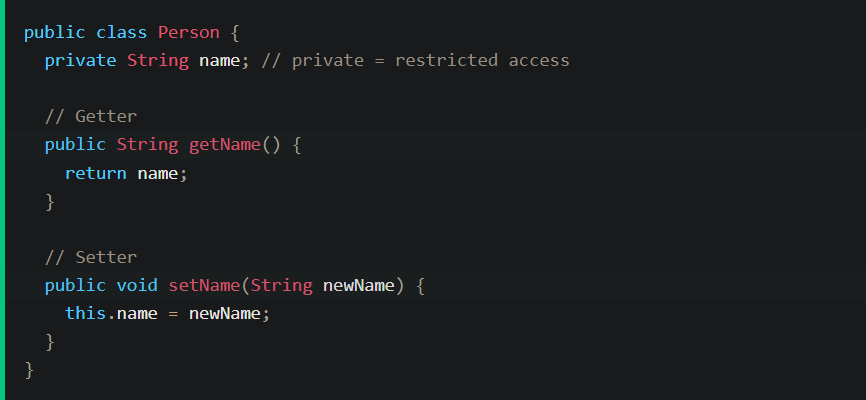 public class Person {
  private String name; // private = restricted access

  // Getter
  public String getName() {
    return name;
  }

  // Setter
  public void setName(String newName) {
    this.name = newName;
  }
}